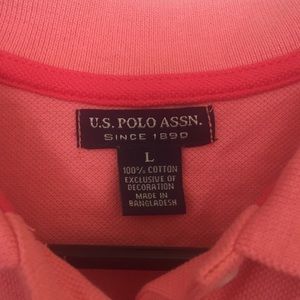 U.S. POLO ASSN.
SINCE 1890
L
100% COTTON
EXCLUSIVE OF
DECORATION
MADE IN
BANGLADESH